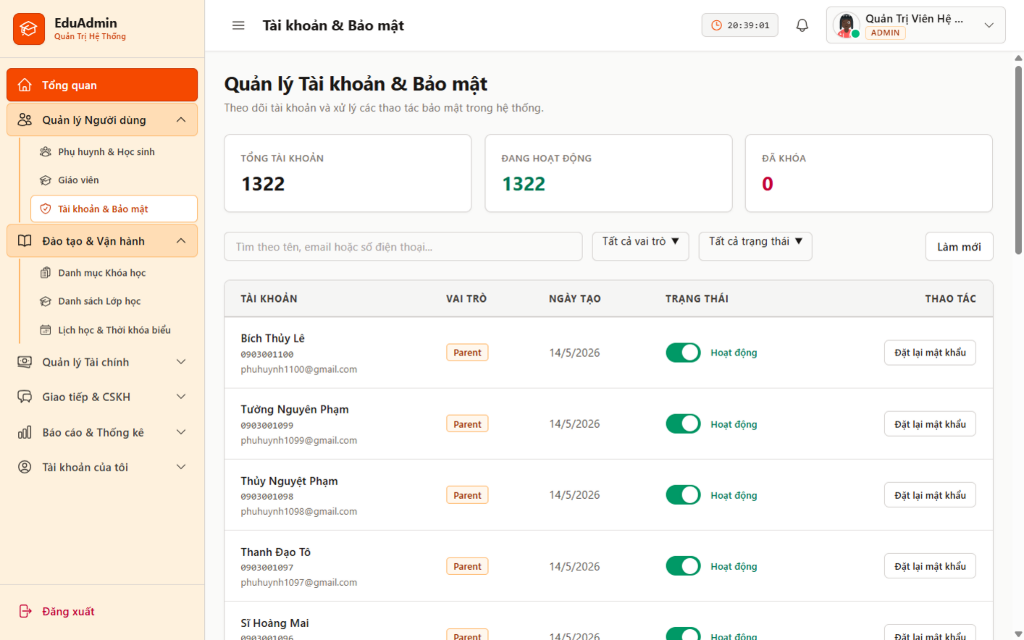 EduAdmin
Quản Trị Hệ Thống
Tổng quan
Quản lý Người dùng
Phụ huynh & Học sinh
Giáo viên
Tài khoản & Bảo mật
Đào tạo & Vận hành
Danh mục Khóa học
Danh sách Lớp học
Lịch học & Thời khóa biểu
Quản lý Tài chính
Giao tiếp & CSKH
Báo cáo & Thống kê
Tài khoản của tôi
Đăng xuất
Tài khoản & Bảo mật
20:39:01
Quản Trị Viên Hệ ...
ADMIN
Quản lý Tài khoản & Bảo mật
Theo dõi tài khoản và xử lý các thao tác bảo mật trong hệ thống.
TỔNG TÀI KHOẢN
1322
ĐANG HOẠT ĐỘNG
1322
ĐÃ KHÓA
0
Tìm theo tên, email hoặc số điện thoại...
Tất cả vai trò ▼
Tất cả trạng thái ▼
Làm mới
TÀI KHOẢN VAI TRÒ NGÀY TẠO TRẠNG THÁI THAO TÁC
Bích Thủy Lê
0903001100
phuhuynh1100@gmail.com
Parent 14/5/2026 Hoạt động Đặt lại mật khẩu
Tường Nguyên Phạm
0903001099
phuhuynh1099@gmail.com
Parent 14/5/2026 Hoạt động Đặt lại mật khẩu
Thủy Nguyệt Phạm
0903001098
phuhuynh1098@gmail.com
Parent 14/5/2026 Hoạt động Đặt lại mật khẩu
Thanh Đạo Tô
0903001097
phuhuynh1097@gmail.com
Parent 14/5/2026 Hoạt động Đặt lại mật khẩu
Sĩ Hoàng Mai
0903001096
Parent 14/5/2026 Hoạt động Đặt lại mật khẩu